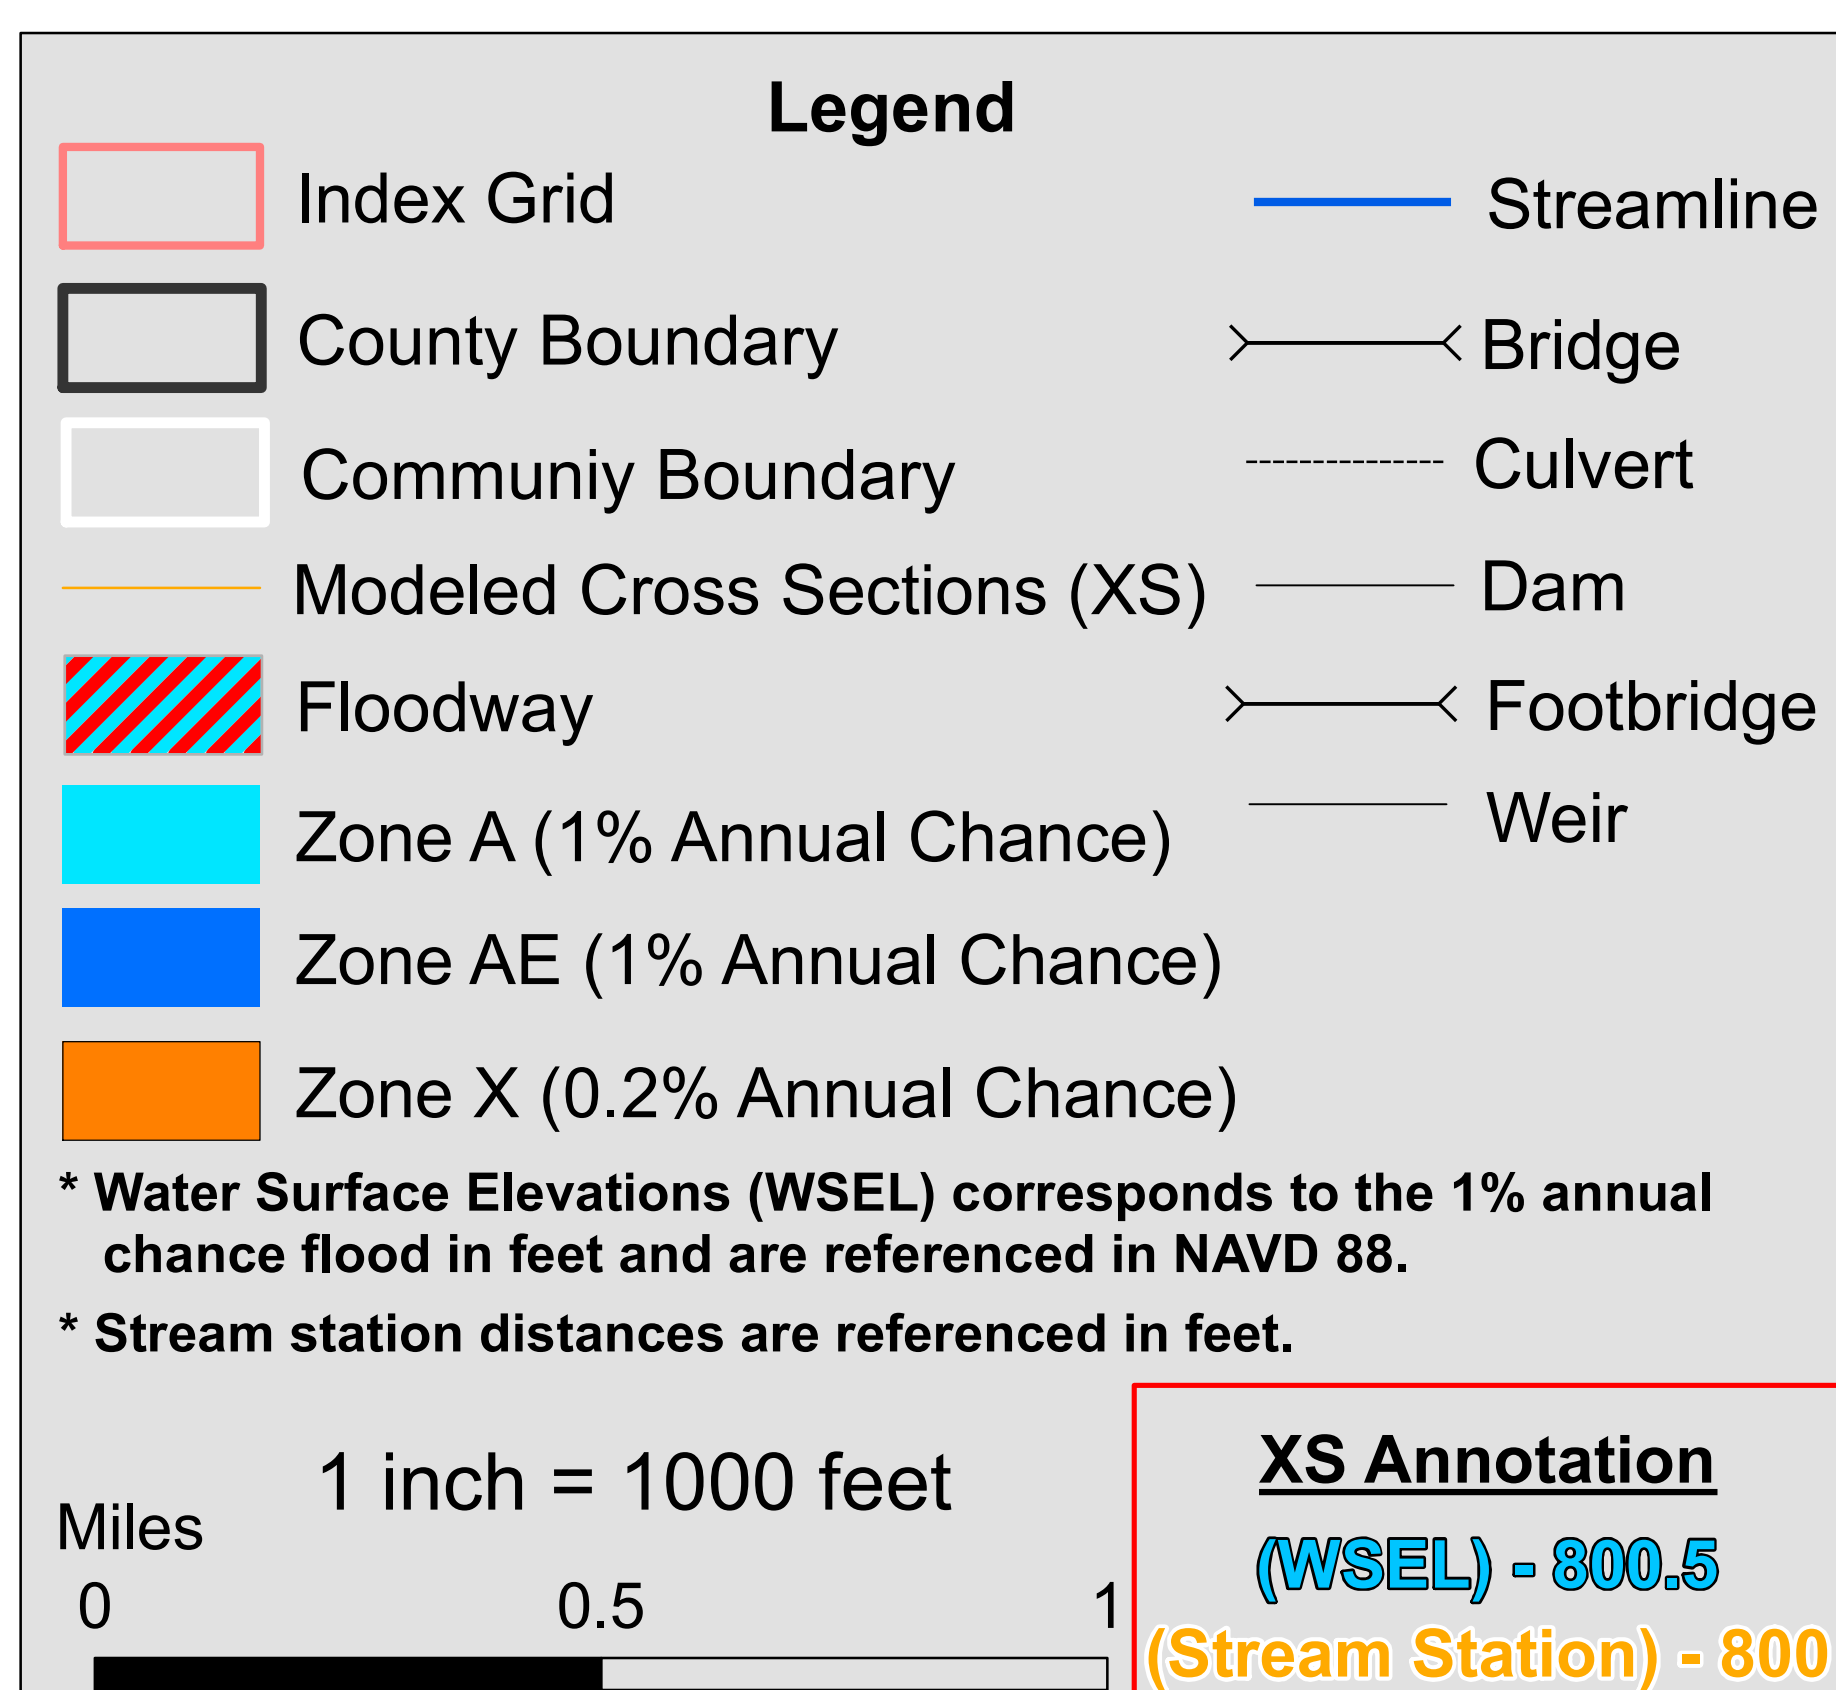 Legend
Index Grid
County Boundary
Communiy Boundary
Modeled Cross Sections (XS)
Floodway
Zone A (1% Annual Chance)
Zone AE (1% Annual Chance)
Zone X (0.2% Annual Chance)
Streamline
Bridge
Culvert
Dam
Footbridge
Weir
* Water Surface Elevations (WSEL) corresponds to the 1% annual
chance flood in feet and are referenced in NAVD 88.
* Stream station distances are referenced in feet.
1 inch = 1000 feet
Miles
0 0.5 1
XS Annotation
(WSEL) - 800.5
(Stream Station) - 800